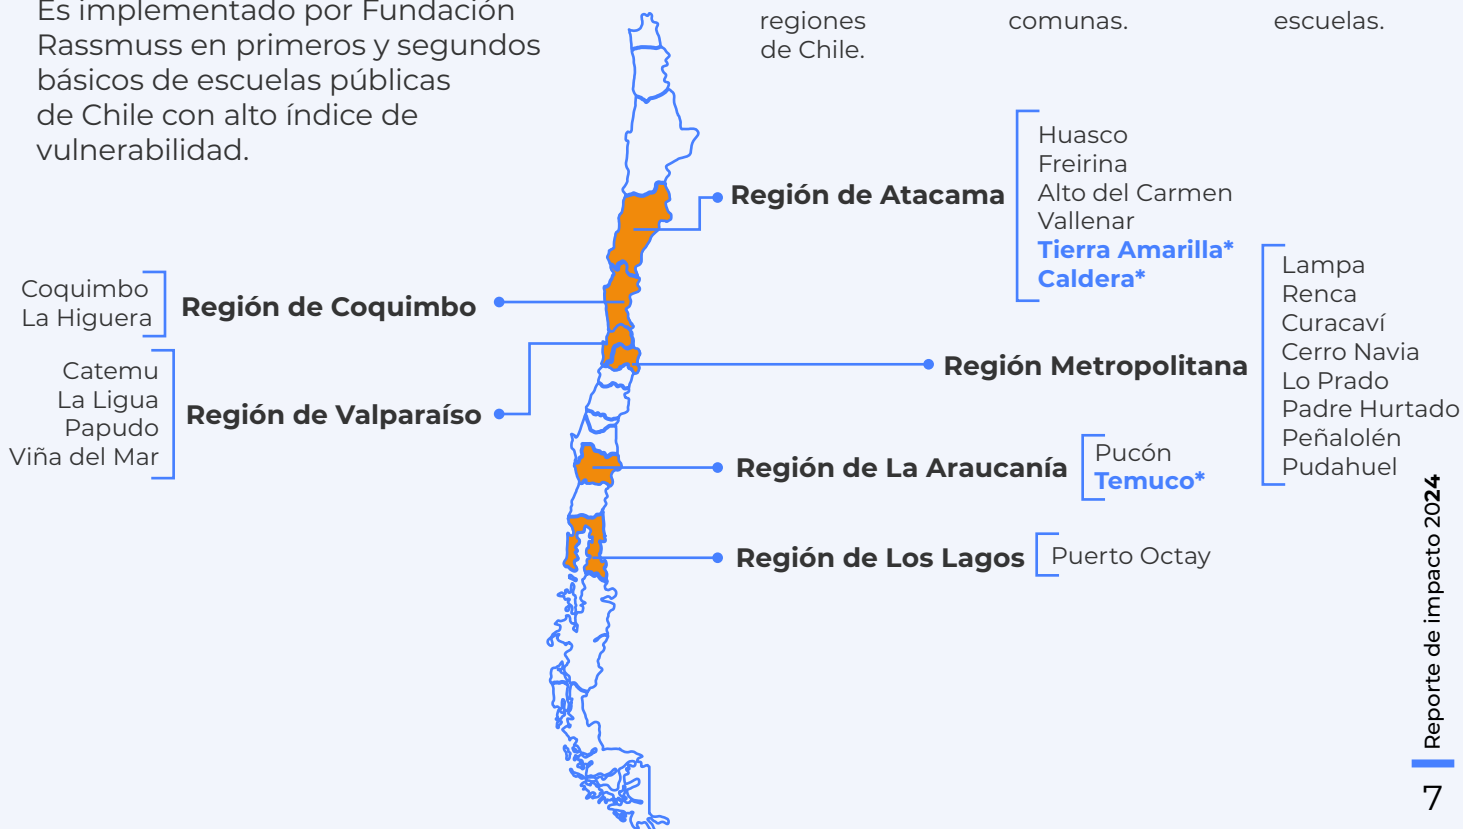 Es implementado por Fundación
Rassmuss en primeros y segundos
básicos de escuelas públicas
de Chile con alto índice de
vulnerabilidad.
regiones
de Chile.
comunas.
escuelas.
Región de Atacama
Huasco
Freirina
Alto del Carmen
Vallenar
Tierra Amarilla*
Caldera*
Coquimbo
La Higuera
Región de Coquimbo
Catemu
La Ligua
Papudo
Viña del Mar
Región de Valparaíso
Región Metropolitana
Lampa
Renca
Curacaví
Cerro Navia
Lo Prado
Padre Hurtado
Peñalolén
Pudahuel
Región de La Araucanía
Pucón
Temuco*
Región de Los Lagos
Puerto Octay
Reporte de impacto 2024
7